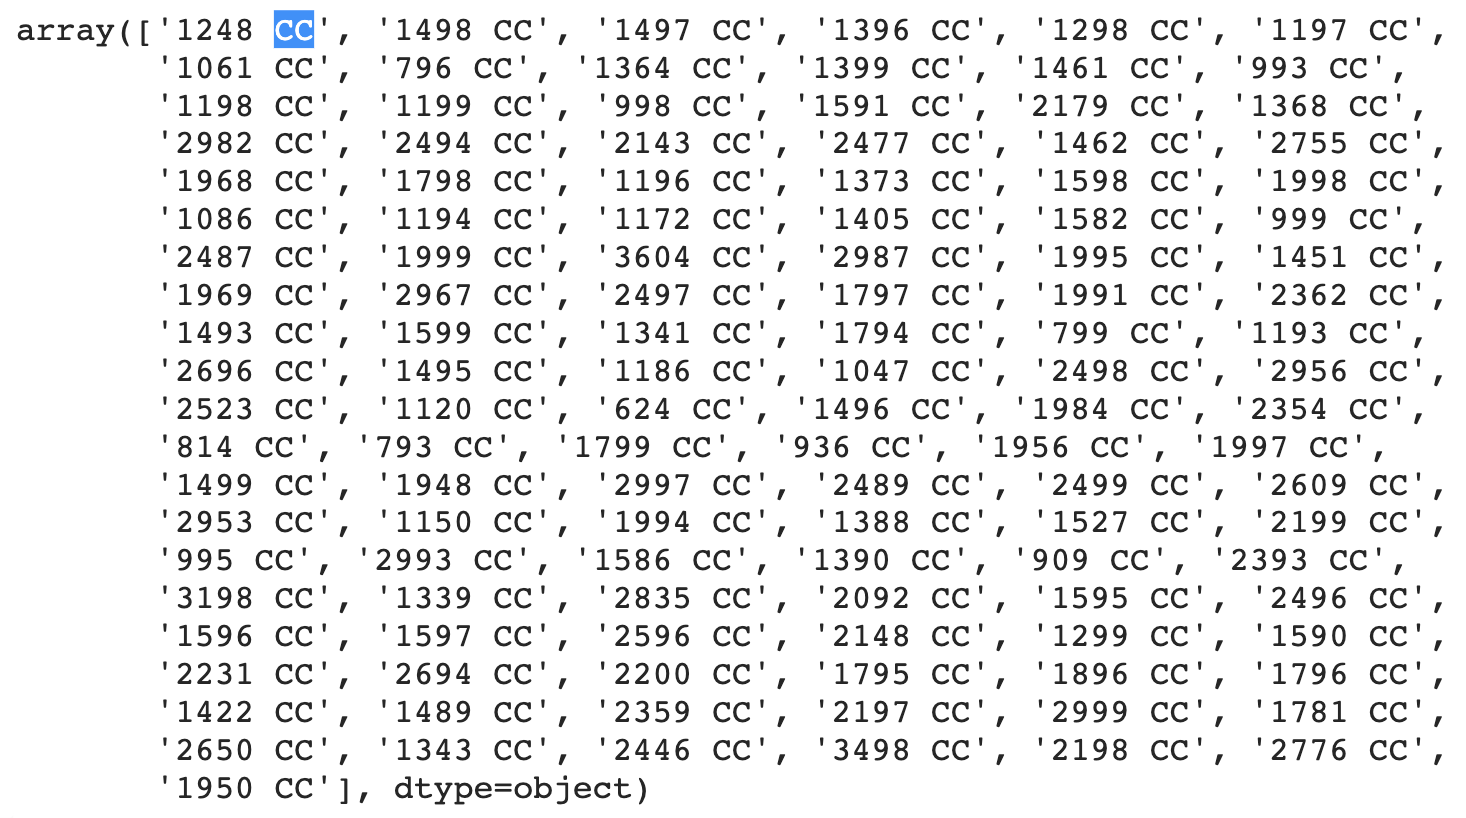 array(['1248 CC', '1498 CC', '1497 CC', '1396 CC', '1298 CC', '1197 CC',
'1061 CC', '796 CC', '1364 CC', '1399 CC', '1461 CC', '993 CC',
'1198 CC', '1199 CC', '998 CC', '1591 CC', '2179 CC', '1368 CC',
'2982 CC', '2494 CC', '2143 CC', '2477 CC', '1462 CC', '2755 CC',
'1968 CC', '1798 CC', '1196 CC', '1373 CC', '1598 CC', '1998 CC',
'1086 CC', '1194 CC', '1172 CC', '1405 CC', '1582 CC', '999 CC',
'2487 CC', '1999 CC', '3604 CC', '2987 CC', '1995 CC', '1451 CC',
'1969 CC', '2967 CC', '2497 CC', '1797 CC', '1991 CC', '2362 CC',
'1493 CC', '1599 CC', '1341 CC', '1794 CC', '799 CC', '1193 CC',
'2696 CC', '1495 CC', '1186 CC', '1047 CC', '2498 CC', '2956 CC',
'2523 CC', '1120 CC', '624 CC', '1496 CC', '1984 CC', '2354 CC',
'814 CC', '793 CC', '1799 CC', '936 CC', '1956 CC', '1997 CC',
'1499 CC', '1948 CC', '2997 CC', '2489 CC', '2499 CC', '2609 CC',
'2953 CC', '1150 CC', '1994 CC', '1388 CC', '1527 CC', '2199 CC',
'995 CC', '2993 CC', '1586 CC', '1390 CC', '909 CC', '2393 CC',
'3198 CC', '1339 CC', '2835 CC', '2092 CC', '1595 CC', '2496 CC',
'1596 CC', '1597 CC', '2596 CC', '2148 CC', '1299 CC', '1590 CC',
'2231 CC', '2694 CC', '2200 CC', '1795 CC', '1896 CC', '1796 CC',
'1422 CC', '1489 CC', '2359 CC', '2197 CC', '2999 CC', '1781 CC',
'2650 CC', '1343 CC', '2446 CC', '3498 CC', '2198 CC', '2776 CC',
'1950 CC'], dtype=object)